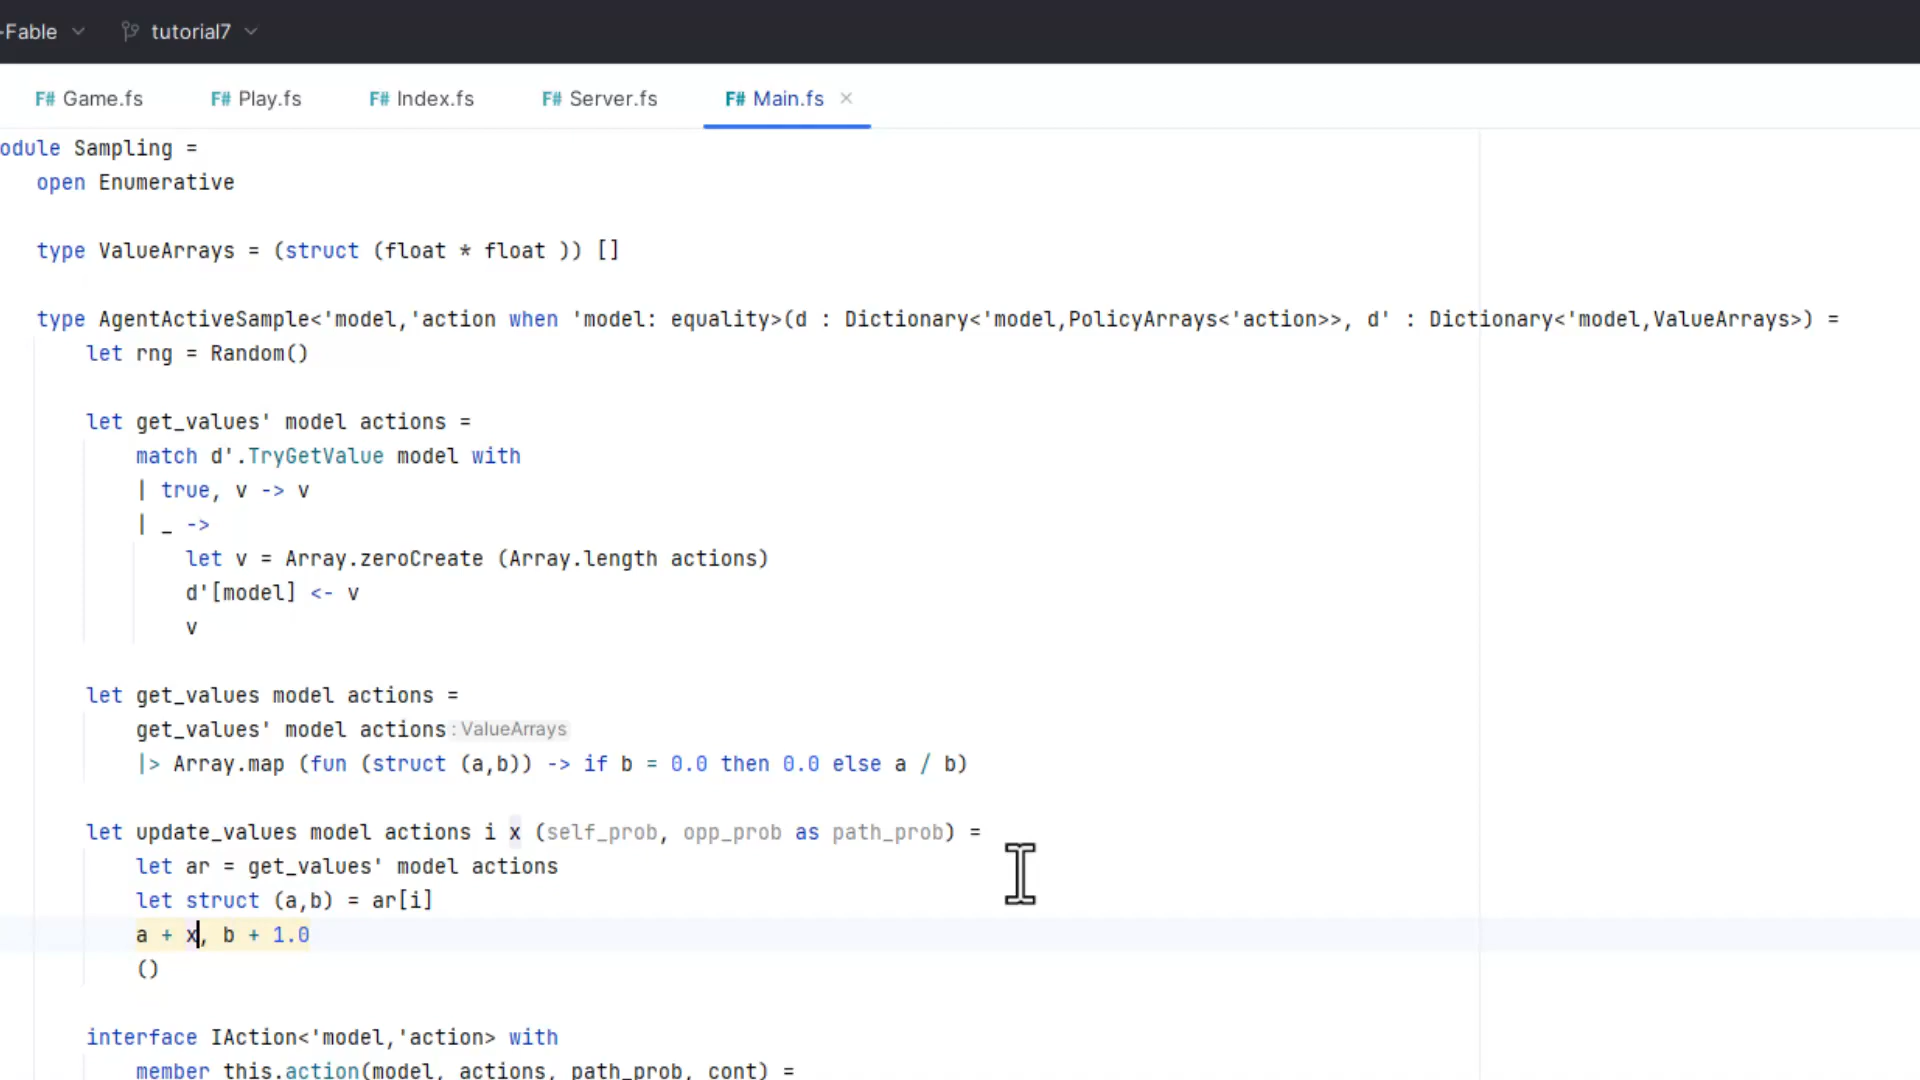 -Fable tutorial7
F# Game.fs F# Play.fs F# Index.fs F# Server.fs F# Main.fs ×
odule Sampling =
open Enumerative
type ValueArrays = (struct (float * float )) []
type AgentActiveSample<'model,'action when 'model: equality>(d : Dictionary<'model,PolicyArrays<'action>>, d' : Dictionary<'model,ValueArrays>) =
let rng = Random()
let get_values' model actions =
match d'.TryGetValue model with
| true, v -> v
| _ ->
let v = Array.zeroCreate (Array.length actions)
d'[model] <- v
v
let get_values model actions =
get_values' model actions : ValueArrays
|> Array.map (fun (struct (a,b)) -> if b = 0.0 then 0.0 else a / b)
let update_values model actions i x (self_prob, opp_prob as path_prob) =
let ar = get_values' model actions
let struct (a,b) = ar[i]
a + x, b + 1.0
()
interface IAction<'model,'action> with
member this.action(model, actions, path_prob, cont) =